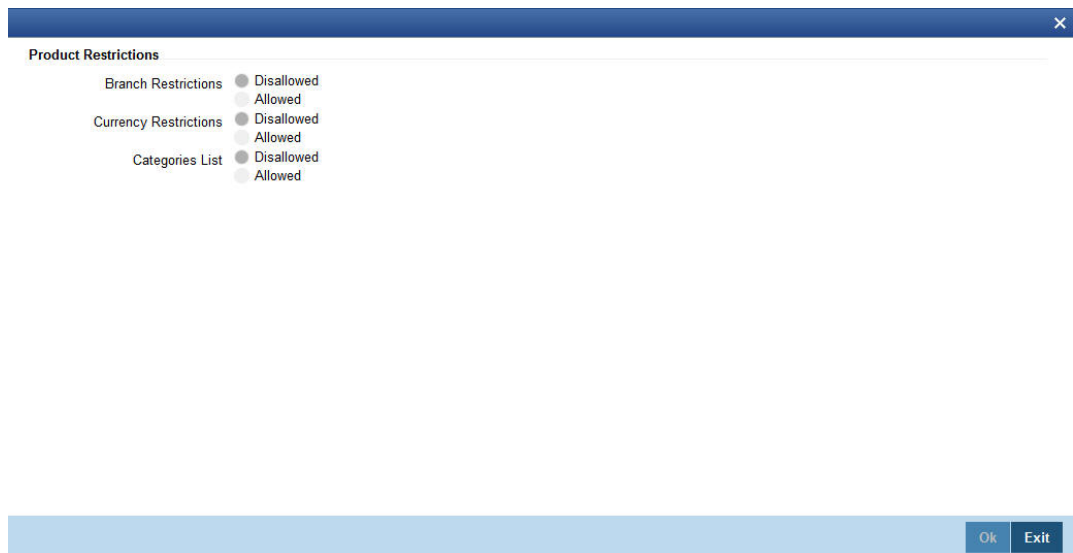 Product Restrictions
Branch Restrictions Disallowed
Allowed
Currency Restrictions Disallowed
Allowed
Categories List Disallowed
Allowed
Ok Exit